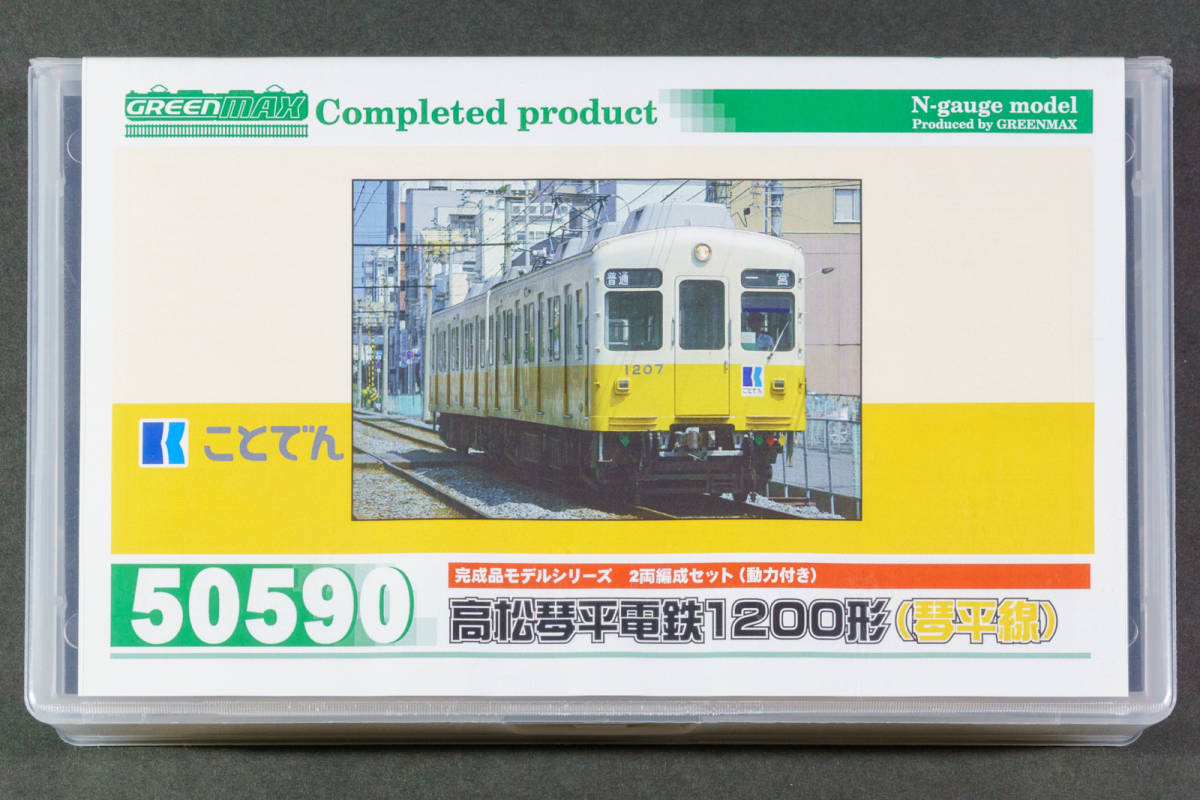 GREENMAX Completed product
N-gauge model
Produced by GREENMAX
普通
一宮
1207
ことでん
ことでん
50590
完成品モデルシリーズ 2両編成セット(動力付き)
高松琴平電鉄1200形(琴平線)